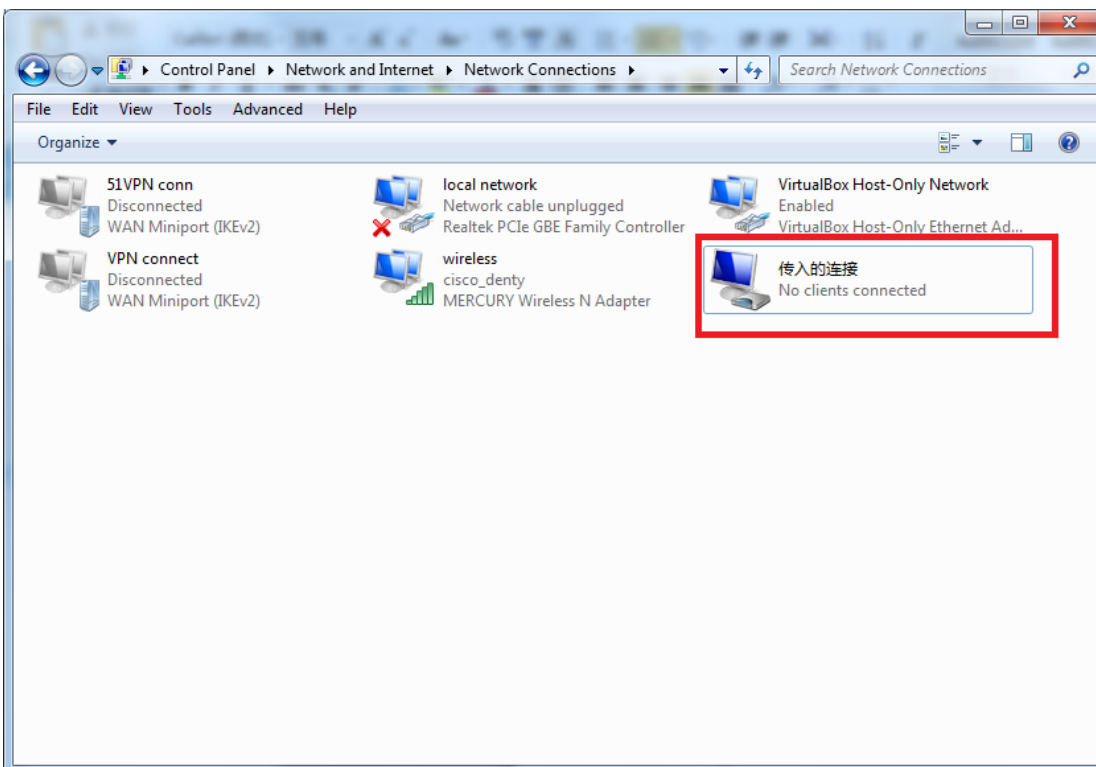 Control Panel Network and Internet Network Connections
Search Network Connections
File Edit View Tools Advanced Help
Organize
51VPN conn
Disconnected
WAN Miniport (IKEv2)
local network
Network cable unplugged
Realtek PCIe GBE Family Controller
VirtualBox Host-Only Network
Enabled
VirtualBox Host-Only Ethernet Ad...
VPN connect
Disconnected
WAN Miniport (IKEv2)
wireless
cisco_denty
MERCURY Wireless N Adapter
传入的连接
No clients connected